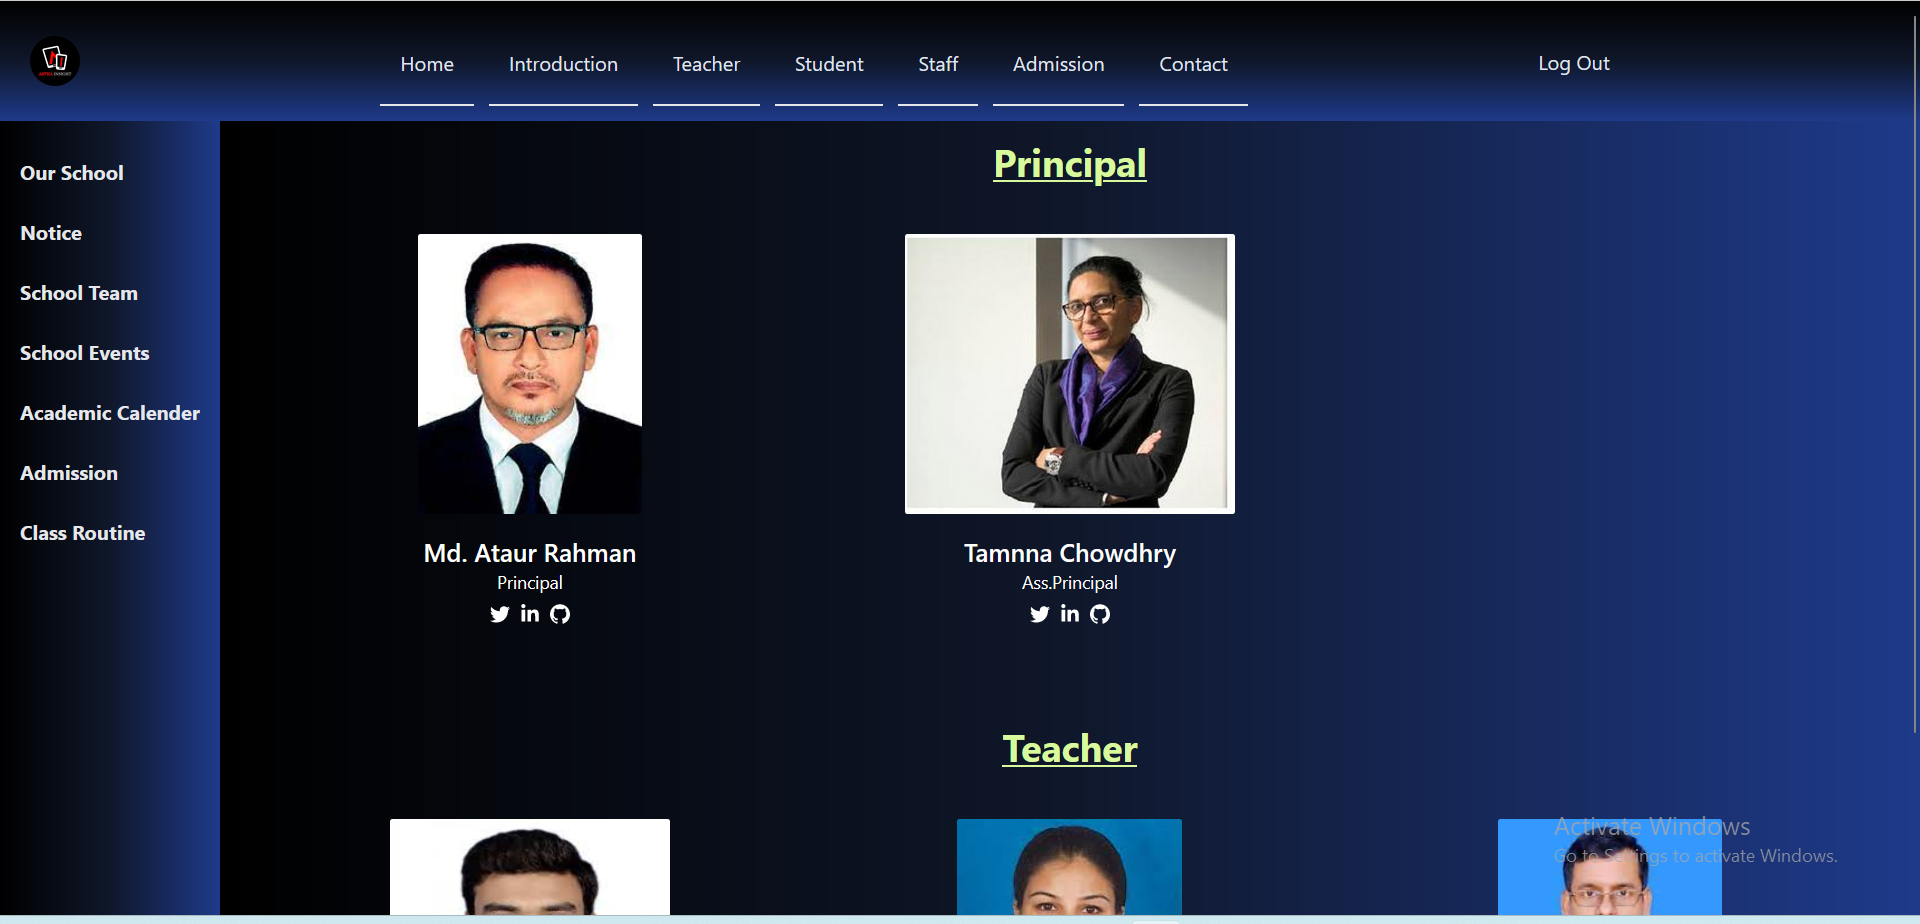 ASTRA INSIGHT
Home Introduction Teacher Student Staff Admission Contact Log Out
Our School
Notice
School Team
School Events
Academic Calender
Admission
Class Routine
Principal
Md. Ataur Rahman
Principal
Tamnna Chowdhry
Ass.Principal
Teacher
Activate Windows
Go to Settings to activate Windows.